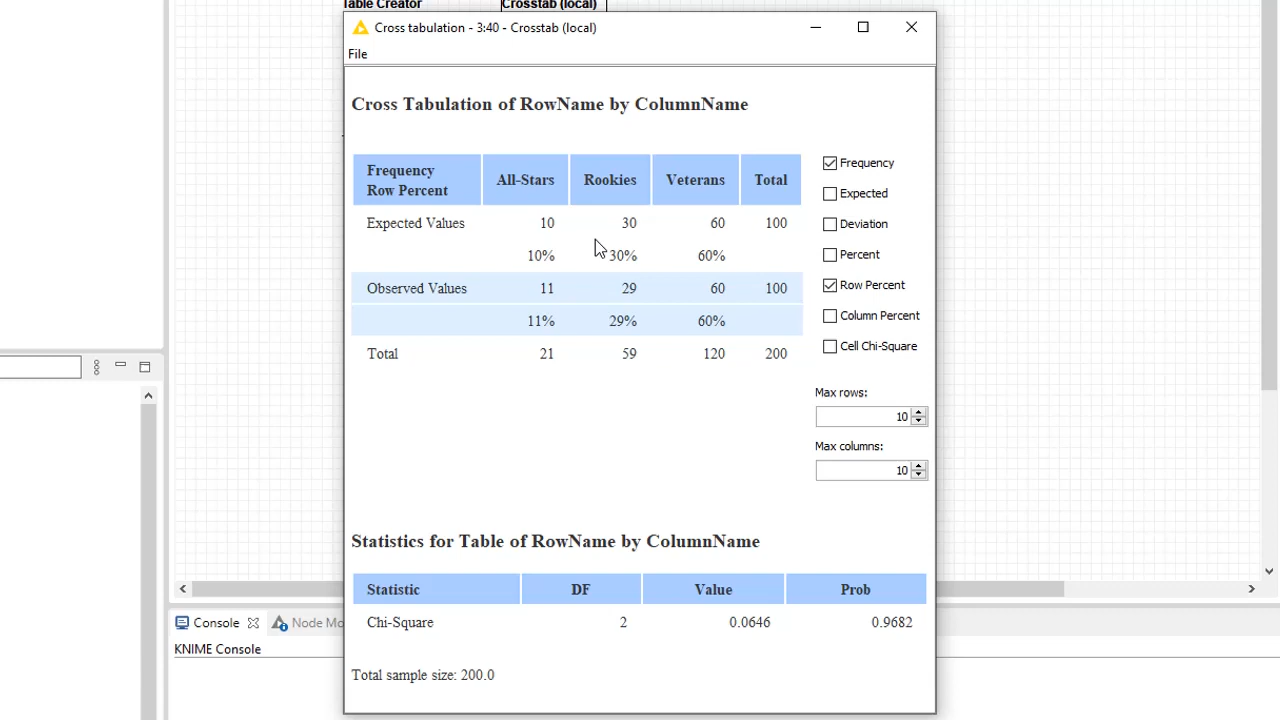 Table Creator Crosstab (local)
Cross tabulation - 3:40 - Crosstab (local)
File
Cross Tabulation of RowName by ColumnName
Frequency
Row Percent
All-Stars Rookies Veterans Total
Expected Values 10 30 60 100
10% 30% 60%
Observed Values 11 29 60 100
11% 29% 60%
Total 21 59 120 200
Frequency
Expected
Deviation
Percent
Row Percent
Column Percent
Cell Chi-Square
Max rows:
10
Max columns:
10
Statistics for Table of RowName by ColumnName
Statistic DF Value Prob
Chi-Square 2 0.0646 0.9682
Total sample size: 200.0
Console Node Mo
KNIME Console